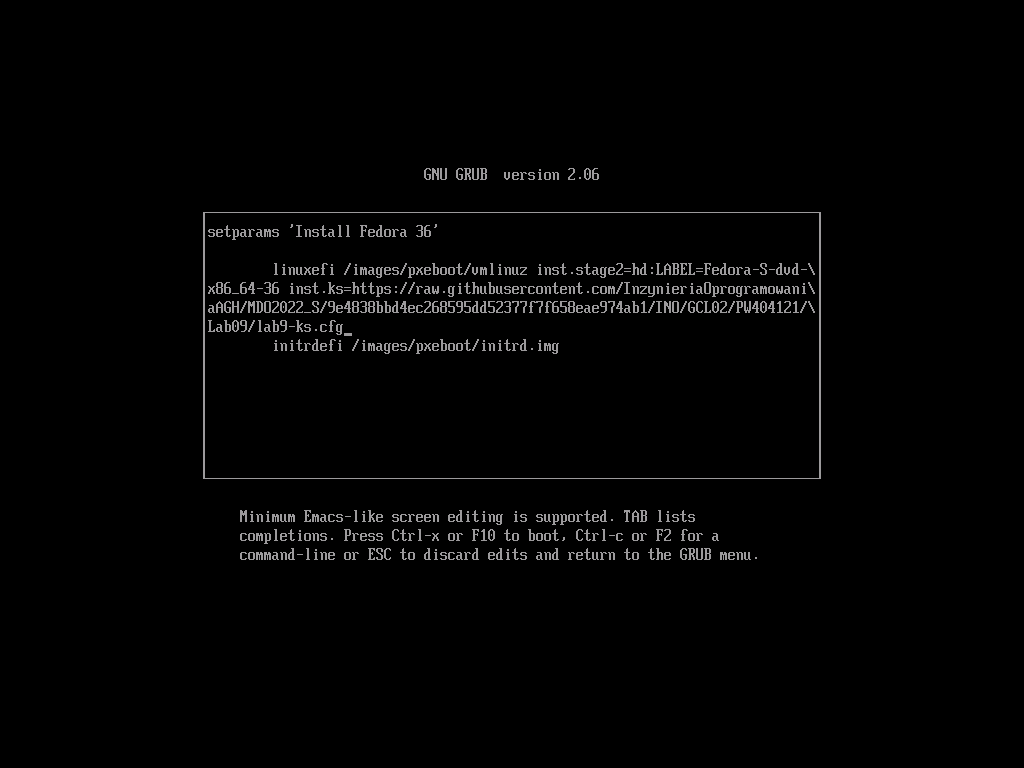 GNU GRUB  version 2.06
setparams 'Install Fedora 36'
linuxefi /images/pxeboot/vmlinuz inst.stage2=hd:LABEL=Fedora-S-dvd-\
x86_64-36 inst.ks=https://raw.githubusercontent.com/InzynieriaOprogramowani\
aAGH/MDO2022_S/9e4838bbd4ec268595dd52377f7f658eae974ab1/INO/GCL02/PW404121/\
Lab09/lab9-ks.cfg_
initrdefi /images/pxeboot/initrd.img
Minimum Emacs-like screen editing is supported. TAB lists
completions. Press Ctrl-x or F10 to boot, Ctrl-c or F2 for a
command-line or ESC to discard edits and return to the GRUB menu.